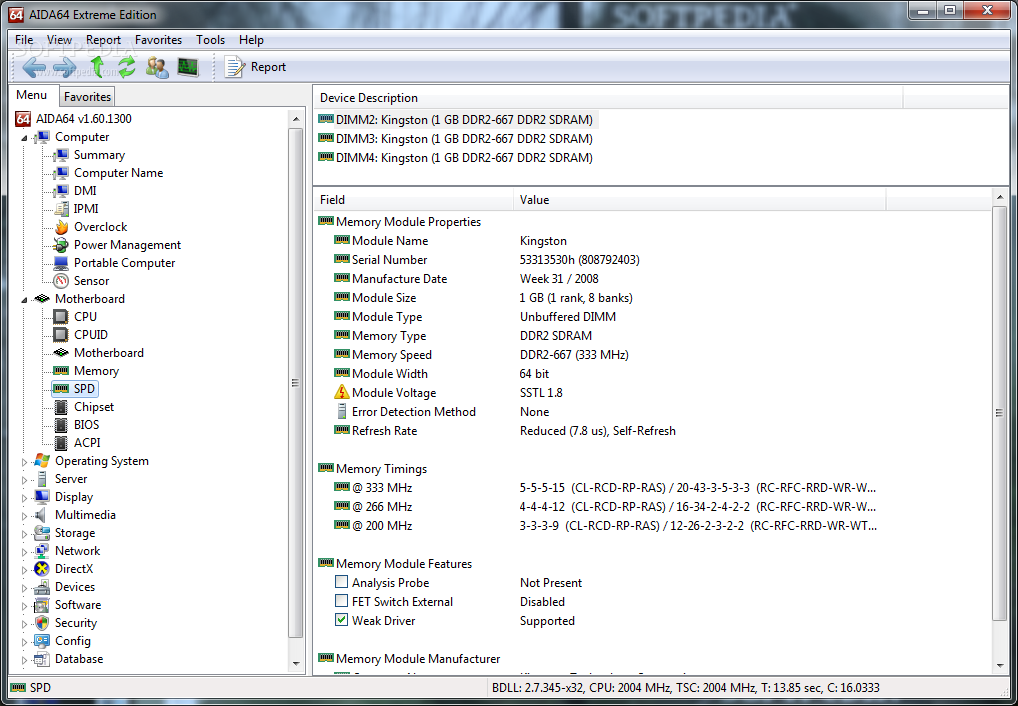 AIDA64 Extreme Edition
SOFTPEDIA
File View Report Favorites Tools Help
SOFTPEDIA
Report
Menu Favorites
AIDA64 v1.60.1300
Computer
Summary
Computer Name
DMI
IPMI
Overclock
Power Management
Portable Computer
Sensor
Motherboard
CPU
CPUID
Motherboard
Memory
SPD
Chipset
BIOS
ACPI
Operating System
Server
Display
Multimedia
Storage
Network
DirectX
Devices
Software
Security
Config
Database
Device Description
DIMM2: Kingston (1 GB DDR2-667 DDR2 SDRAM)
DIMM3: Kingston (1 GB DDR2-667 DDR2 SDRAM)
DIMM4: Kingston (1 GB DDR2-667 DDR2 SDRAM)
Field Value
Memory Module Properties
Module Name Kingston
Serial Number 53313530h (808792403)
Manufacture Date Week 31 / 2008
Module Size 1 GB (1 rank, 8 banks)
Module Type Unbuffered DIMM
Memory Type DDR2 SDRAM
Memory Speed DDR2-667 (333 MHz)
Module Width 64 bit
Module Voltage SSTL 1.8
Error Detection Method None
Refresh Rate Reduced (7.8 us), Self-Refresh
Memory Timings
@ 333 MHz 5-5-5-15 (CL-RCD-RP-RAS) / 20-43-3-5-3-3 (RC-RFC-RRD-WR-W...
@ 266 MHz 4-4-4-12 (CL-RCD-RP-RAS) / 16-34-2-4-2-2 (RC-RFC-RRD-WR-W...
@ 200 MHz 3-3-3-9 (CL-RCD-RP-RAS) / 12-26-2-3-2-2 (RC-RFC-RRD-WR-WT...
Memory Module Features
Analysis Probe Not Present
FET Switch External Disabled
Weak Driver Supported
Memory Module Manufacturer
SPD
BDLL: 2.7.345-x32, CPU: 2004 MHz, TSC: 2004 MHz, T: 13.85 sec, C: 16.0333